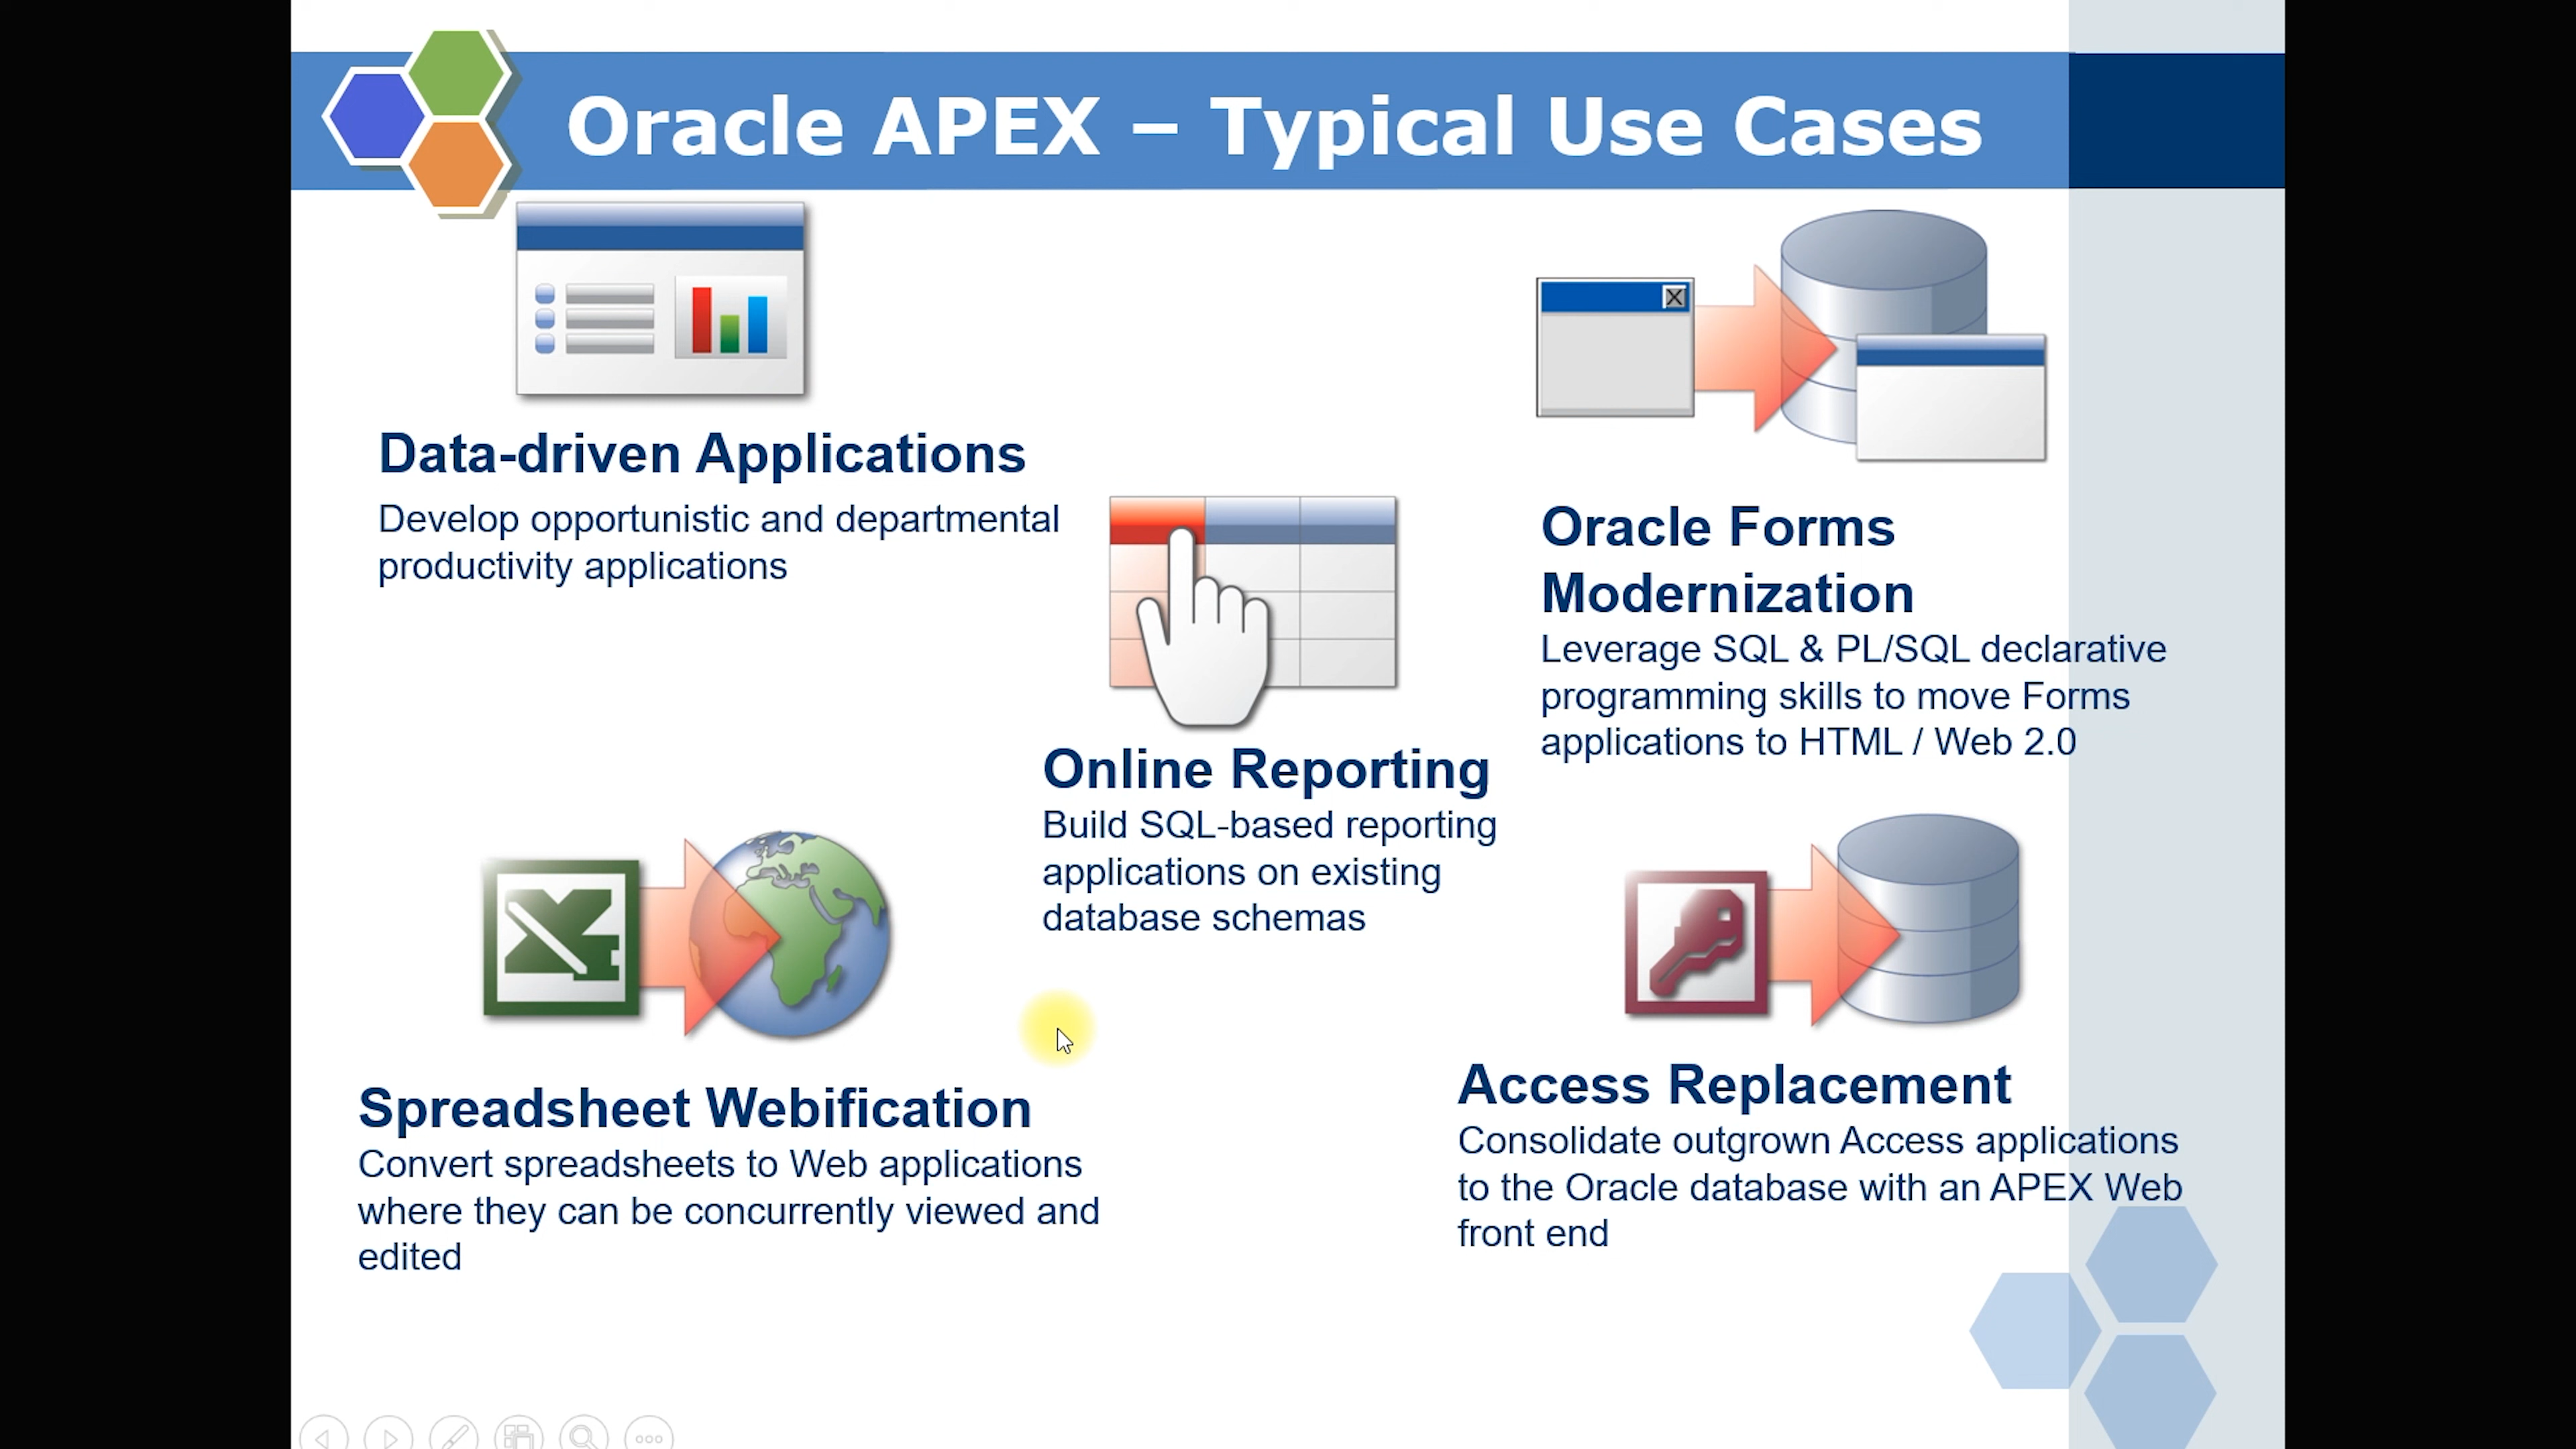 Oracle APEX – Typical Use Cases
Data-driven Applications
Develop opportunistic and departmental
productivity applications
Oracle Forms
Modernization
Leverage SQL & PL/SQL declarative
programming skills to move Forms
applications to HTML / Web 2.0
Online Reporting
Build SQL-based reporting
applications on existing
database schemas
Spreadsheet Webification
Convert spreadsheets to Web applications
where they can be concurrently viewed and
edited
Access Replacement
Consolidate outgrown Access applications
to the Oracle database with an APEX Web
front end